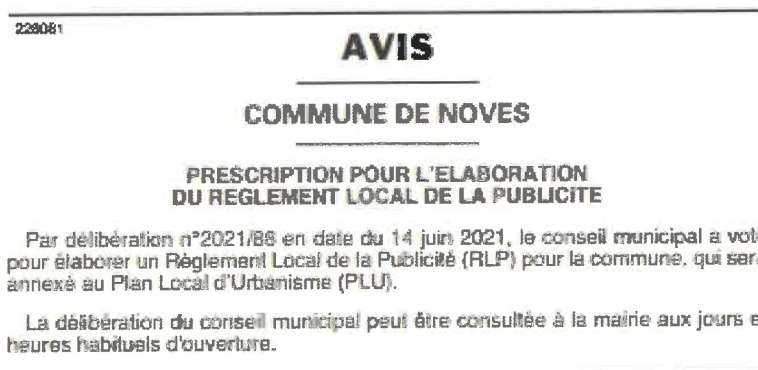 228081
AVIS
COMMUNE DE NOVES
PRESCRIPTION POUR L'ELABORATION
DU REGLEMENT LOCAL DE LA PUBLICITE
Par délibération n°2021/88 en date du 14 juin 2021, le conseil municipal a vot
pour élaborer un Règlement Local de la Publicité (RLP) pour la commune, qui ser
annexé au Plan Local d'Urbanisme (PLU).
La délibération du conseil municipal peut être consultée à la mairie aux jours e
heures habituels d'ouverture.